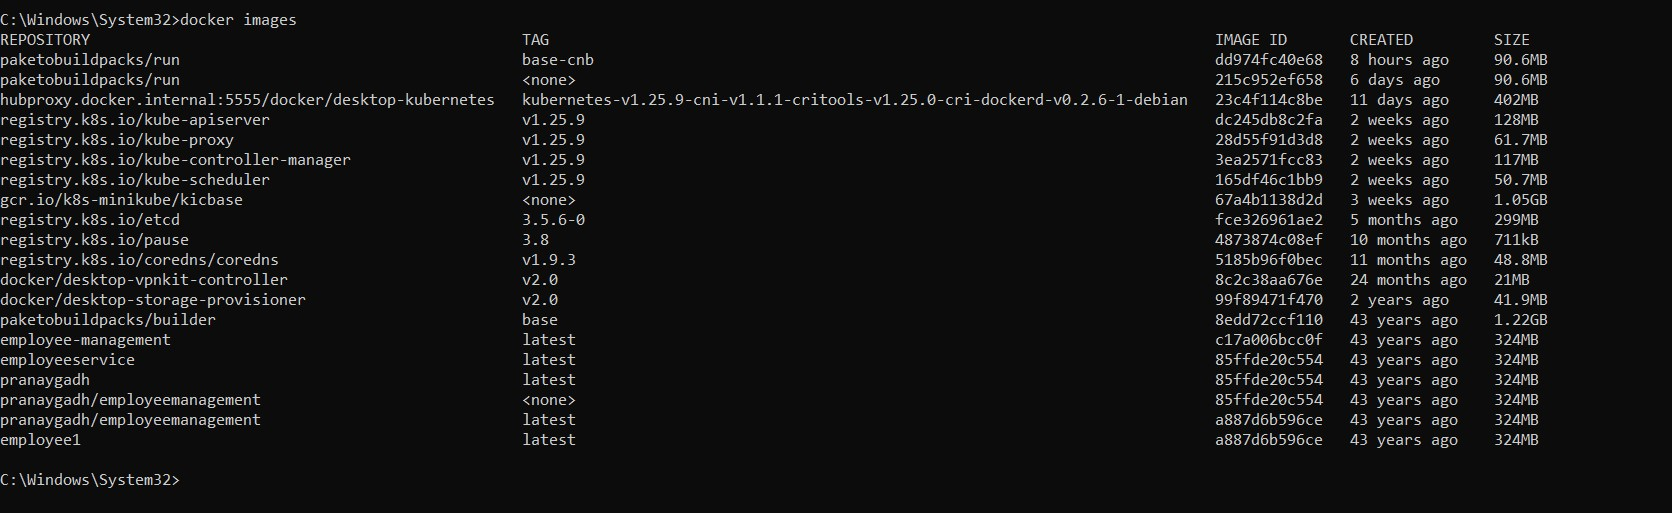 C:\Windows\System32>docker images
REPOSITORY TAG IMAGE ID CREATED SIZE
paketobuildpacks/run base-cnb dd974fc40e68 8 hours ago 90.6MB
paketobuildpacks/run <none> 215c952ef658 6 days ago 90.6MB
hubproxy.docker.internal:5555/docker/desktop-kubernetes kubernetes-v1.25.9-cni-v1.1.1-critools-v1.25.0-cri-dockerd-v0.2.6-1-debian 23c4f114c8be 11 days ago 402MB
registry.k8s.io/kube-apiserver v1.25.9 dc245db8c2fa 2 weeks ago 128MB
registry.k8s.io/kube-proxy v1.25.9 28d55f91d3d8 2 weeks ago 61.7MB
registry.k8s.io/kube-controller-manager v1.25.9 3ea2571fcc83 2 weeks ago 117MB
registry.k8s.io/kube-scheduler v1.25.9 165df46c1bb9 2 weeks ago 50.7MB
gcr.io/k8s-minikube/kicbase <none> 67a4b1138d2d 3 weeks ago 1.05GB
registry.k8s.io/etcd 3.5.6-0 fce326961ae2 5 months ago 299MB
registry.k8s.io/pause 3.8 4873874c08ef 10 months ago 711kB
registry.k8s.io/coredns/coredns v1.9.3 5185b96f0bec 11 months ago 48.8MB
docker/desktop-vpnkit-controller v2.0 8c2c38aa676e 24 months ago 21MB
docker/desktop-storage-provisioner v2.0 99f89471f470 2 years ago 41.9MB
paketobuildpacks/builder base 8edd72ccf110 43 years ago 1.22GB
employee-management latest c17a006bcc0f 43 years ago 324MB
employeeservice latest 85ffde20c554 43 years ago 324MB
pranaygadh latest 85ffde20c554 43 years ago 324MB
pranaygadh/employeemanagement <none> 85ffde20c554 43 years ago 324MB
pranaygadh/employeemanagement latest a887d6b596ce 43 years ago 324MB
employee1 latest a887d6b596ce 43 years ago 324MB
C:\Windows\System32>